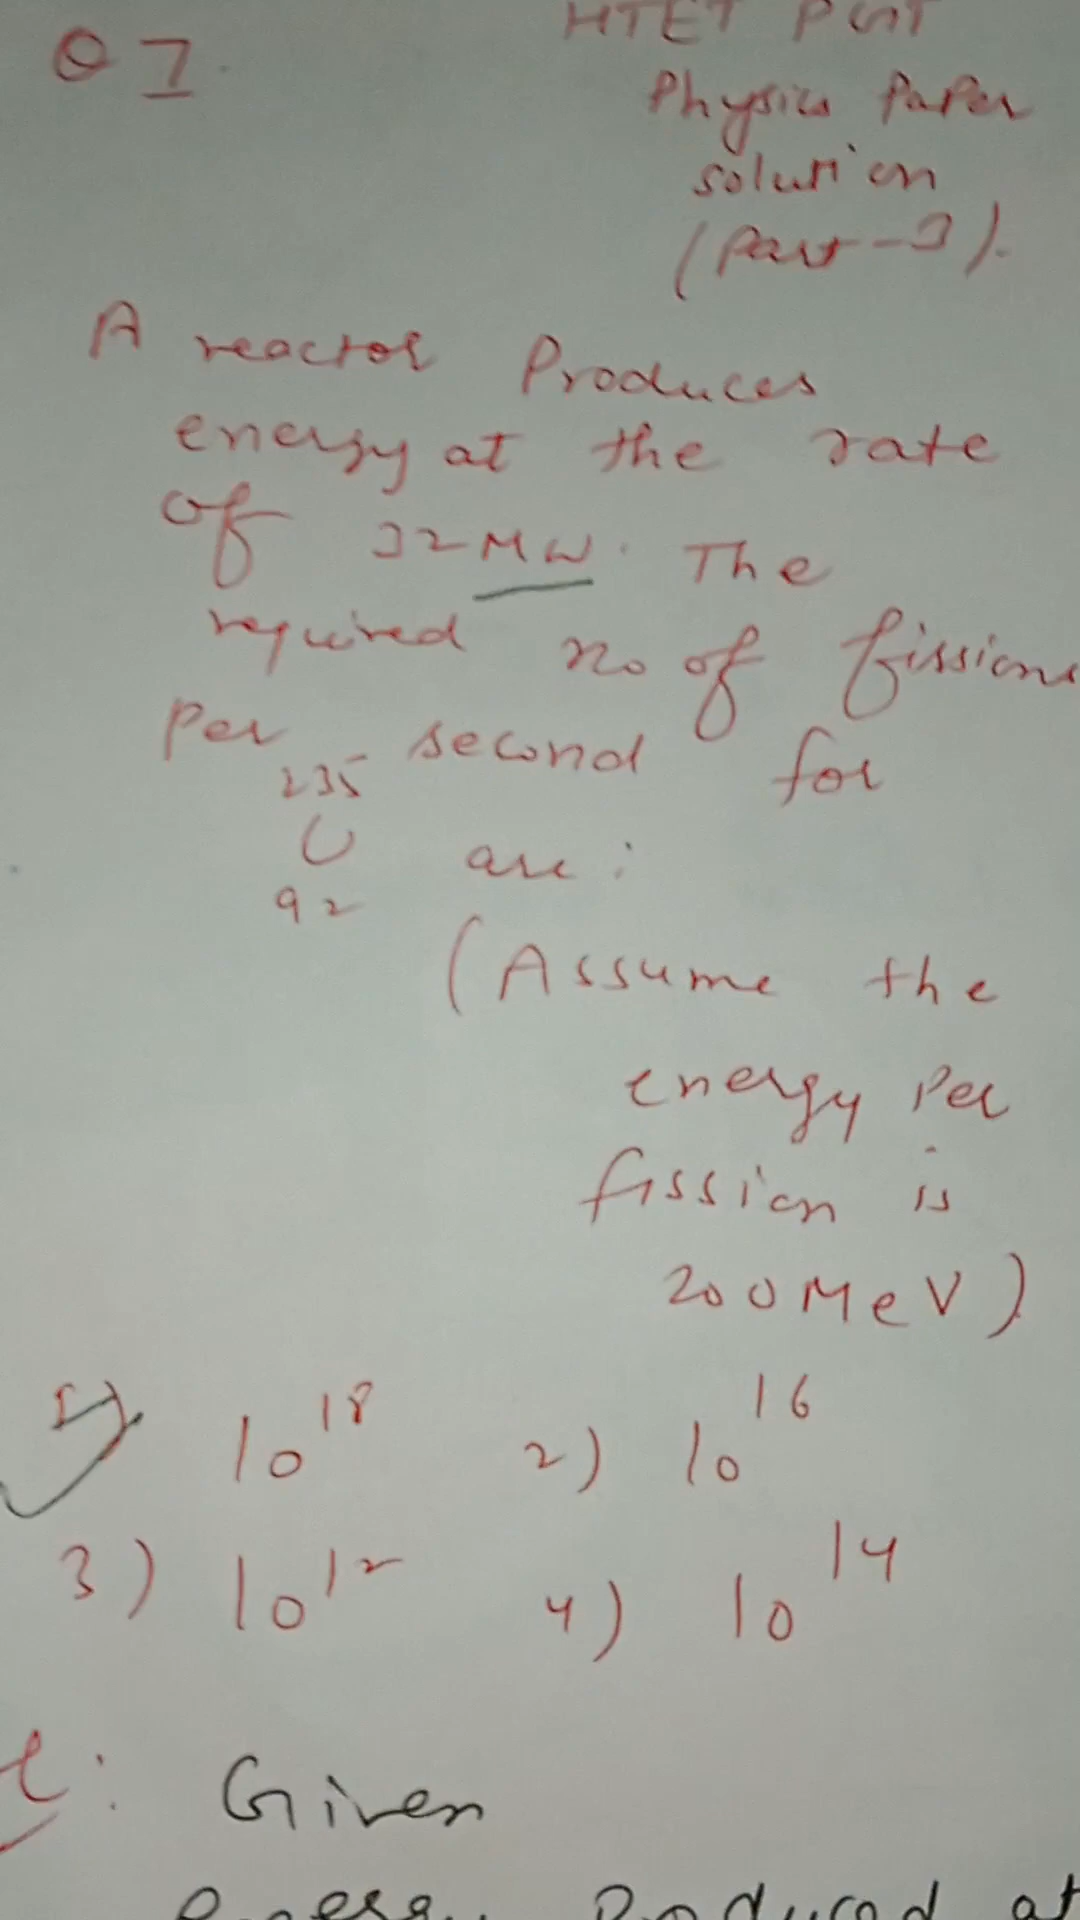 Q 7.
HTET PGT
Physics Paper
solution
(Part-3).
A reactor Produces
energy at the rate
of 32 MW. The
required no of fissions
Per second for
235
U are:
92
(Assume the
energy Per
fission is
200 MeV)
1) 10^18 2) 10^16
3) 10^12 4) 10^14
Given
Produced at